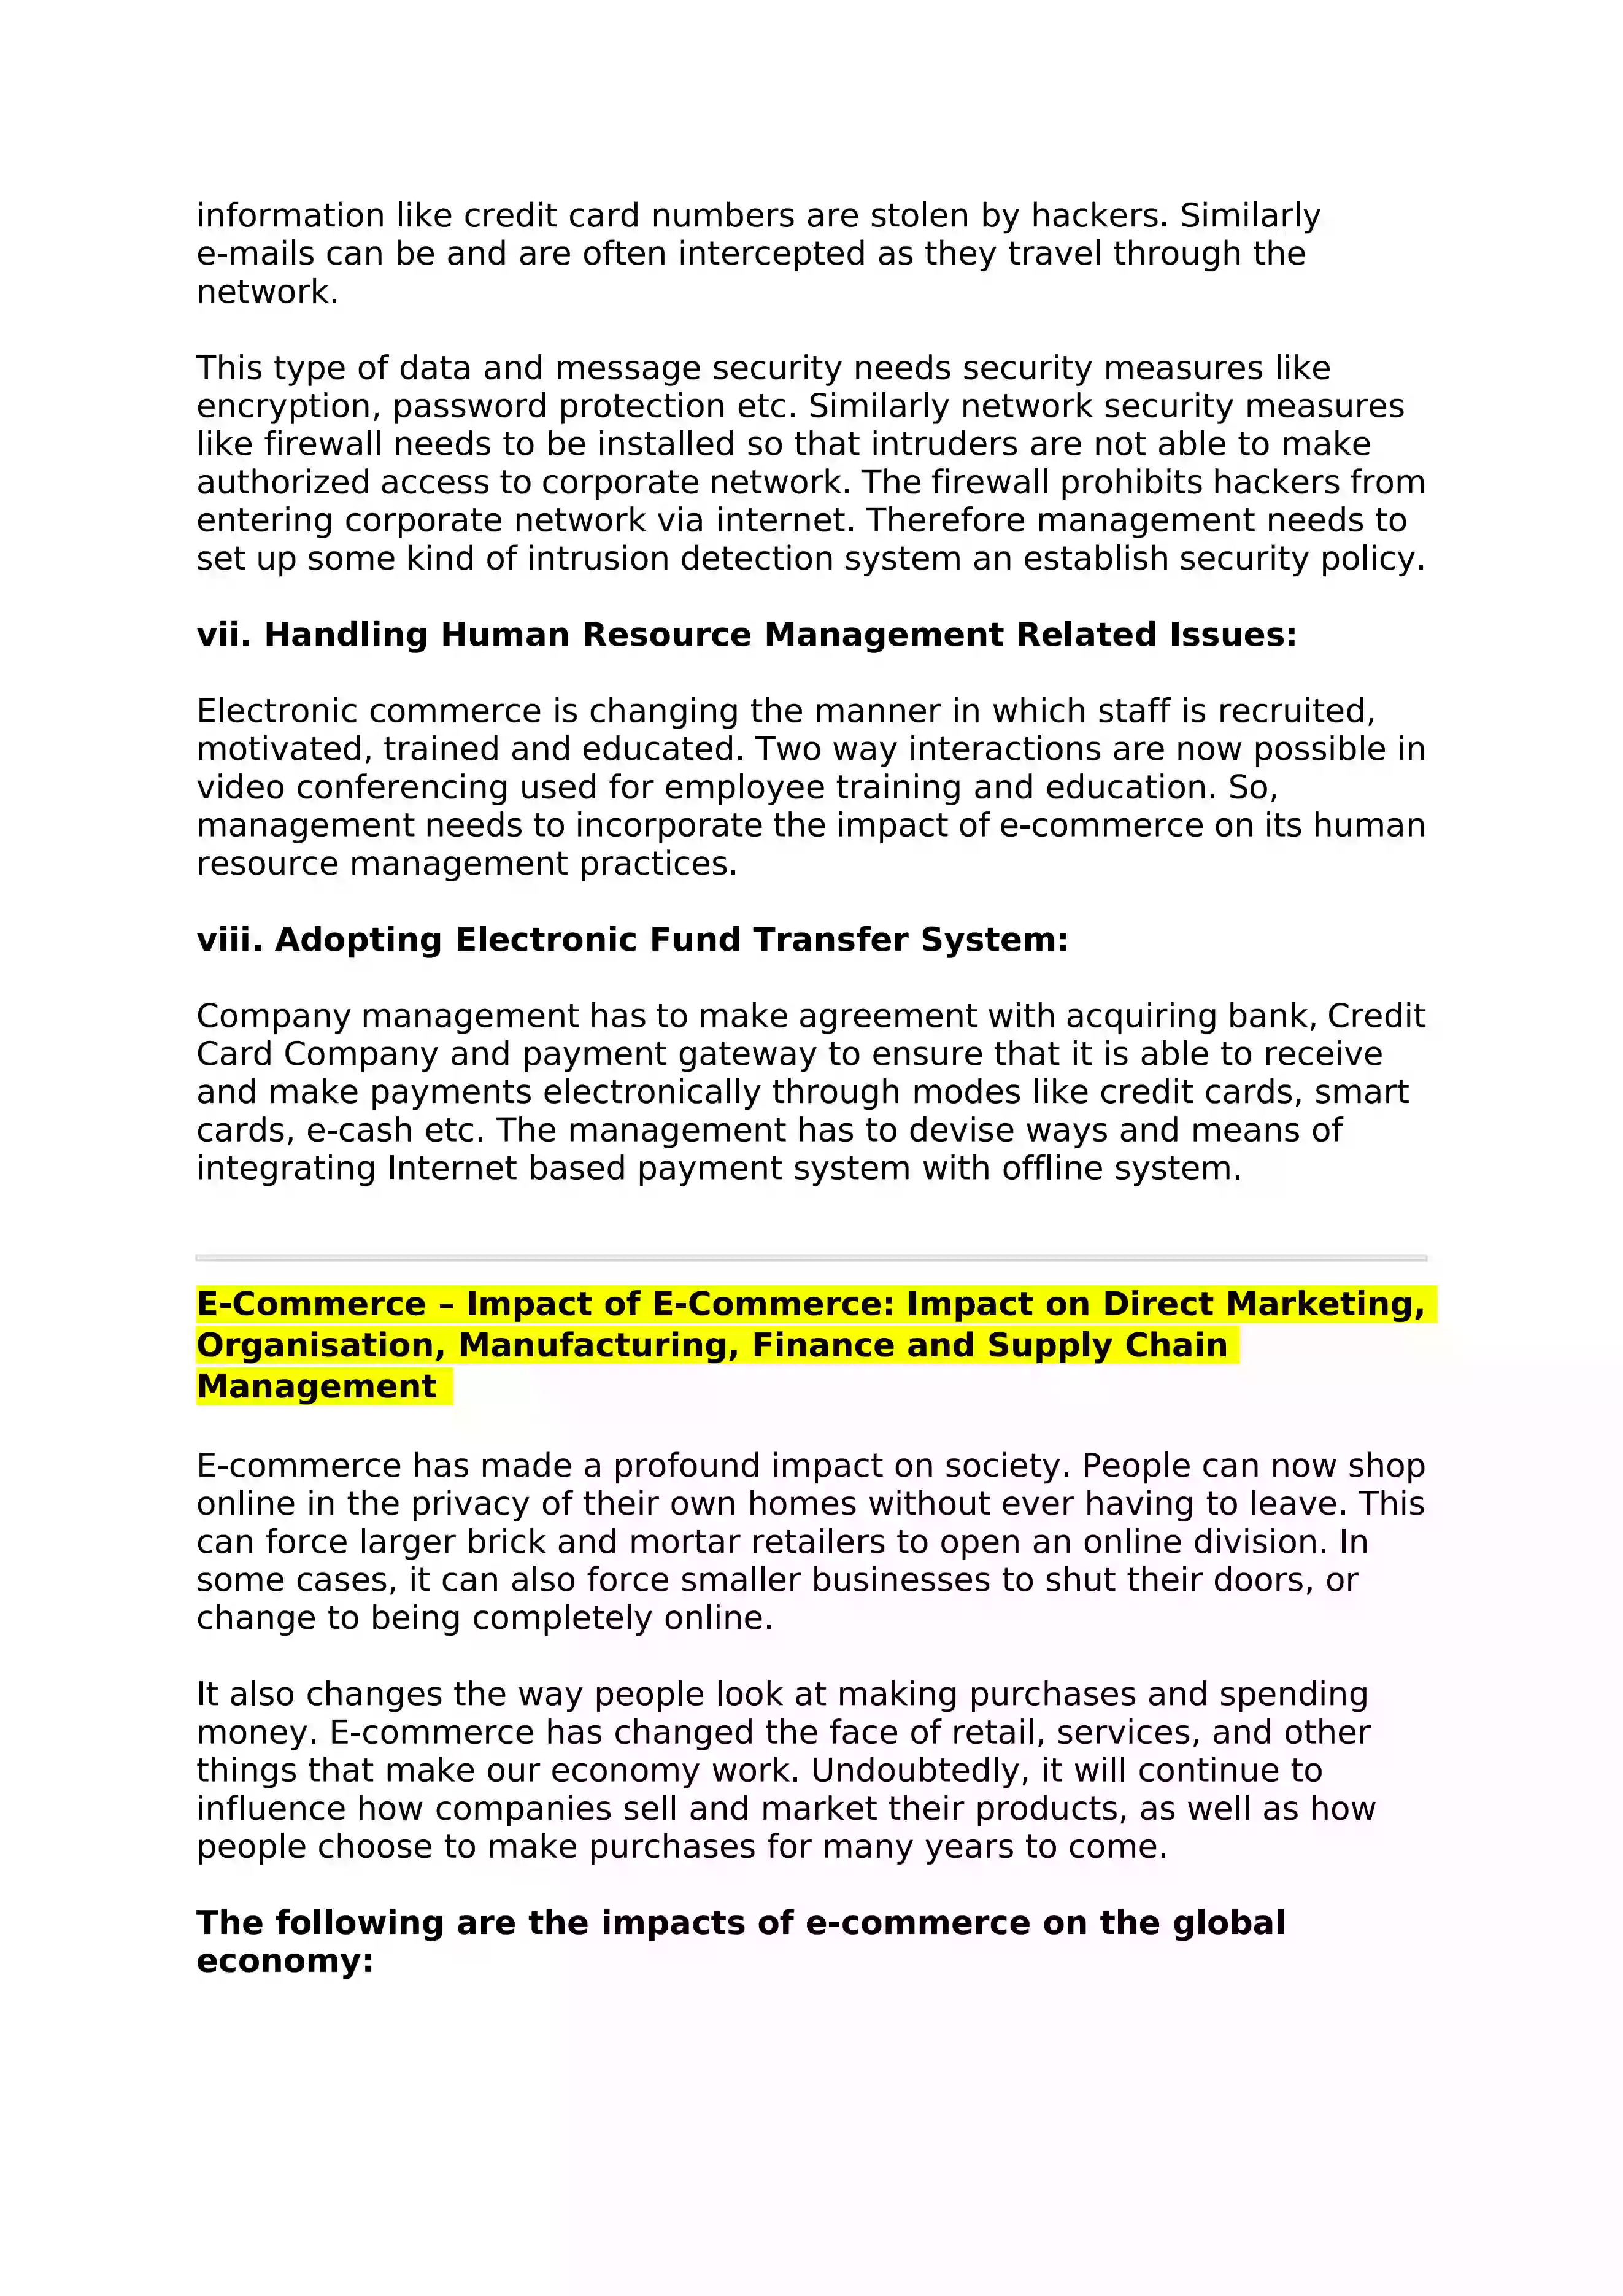 information like credit card numbers are stolen by hackers. Similarly
e-mails can be and are often intercepted as they travel through the
network.
This type of data and message security needs security measures like
encryption, password protection etc. Similarly network security measures
like firewall needs to be installed so that intruders are not able to make
authorized access to corporate network. The firewall prohibits hackers from
entering corporate network via internet. Therefore management needs to
set up some kind of intrusion detection system an establish security policy.
vii. Handling Human Resource Management Related Issues:
Electronic commerce is changing the manner in which staff is recruited,
motivated, trained and educated. Two way interactions are now possible in
video conferencing used for employee training and education. So,
management needs to incorporate the impact of e-commerce on its human
resource management practices.
viii. Adopting Electronic Fund Transfer System:
Company management has to make agreement with acquiring bank, Credit
Card Company and payment gateway to ensure that it is able to receive
and make payments electronically through modes like credit cards, smart
cards, e-cash etc. The management has to devise ways and means of
integrating Internet based payment system with offline system.
E-Commerce – Impact of E-Commerce: Impact on Direct Marketing,
Organisation, Manufacturing, Finance and Supply Chain
Management
E-commerce has made a profound impact on society. People can now shop
online in the privacy of their own homes without ever having to leave. This
can force larger brick and mortar retailers to open an online division. In
some cases, it can also force smaller businesses to shut their doors, or
change to being completely online.
It also changes the way people look at making purchases and spending
money. E-commerce has changed the face of retail, services, and other
things that make our economy work. Undoubtedly, it will continue to
influence how companies sell and market their products, as well as how
people choose to make purchases for many years to come.
The following are the impacts of e-commerce on the global
economy: